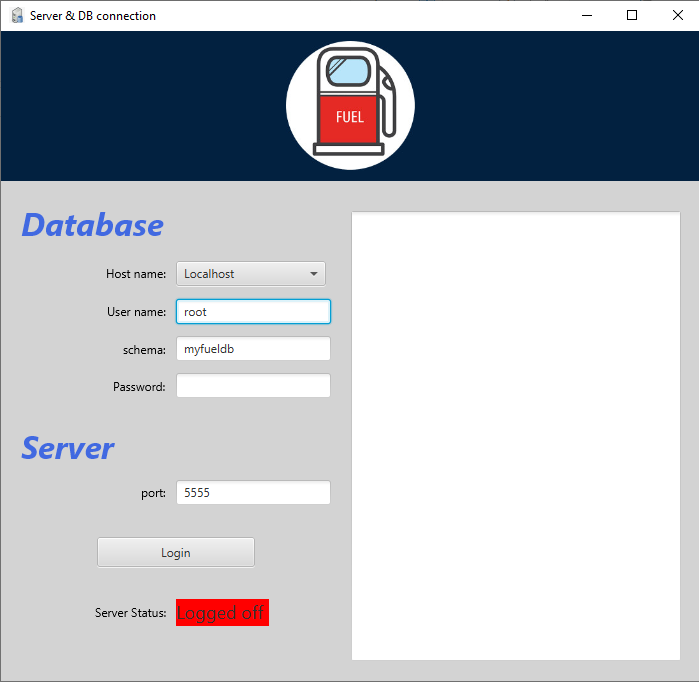 Server & DB connection
FUEL
Database
Host name: Localhost
User name: root
schema: myfueldb
Password:
Server
port: 5555
Login
Server Status: Logged off